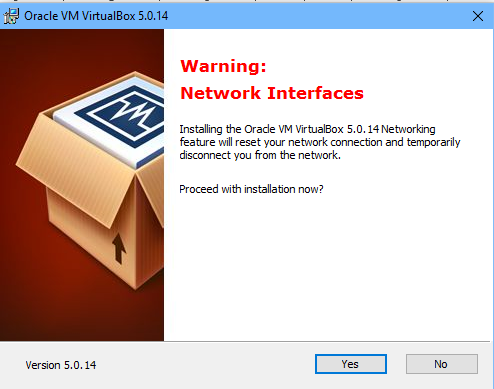 Oracle VM VirtualBox 5.0.14
Warning:
Network Interfaces
Installing the Oracle VM VirtualBox 5.0.14 Networking
feature will reset your network connection and temporarily
disconnect you from the network.
Proceed with installation now?
Version 5.0.14
Yes
No